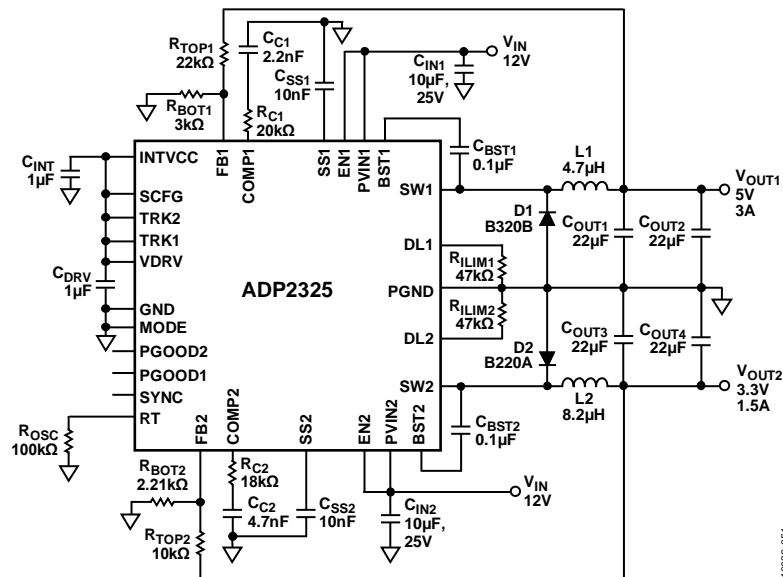 RTOP1
22kΩ
CC1
2.2nF
CSS1
10nF
VIN
12V
CIN1
10µF,
25V
RBOT1
3kΩ
RC1
20kΩ
CINT
1µF
INTVCC
FB1
COMP1
SS1
EN1
PVIN1
BST1
CBST1
0.1µF
L1
4.7µH
SCFG
TRK2
TRK1
VDRV
SW1
VOUT1
5V
3A
D1
B320B
COUT1
22µF
COUT2
22µF
CDRV
1µF
ADP2325
DL1
RILIM1
47kΩ
PGND
RILIM2
47kΩ
DL2
GND
MODE
PGOOD2
PGOOD1
SYNC
RT
D2
B220A
COUT3
22µF
COUT4
22µF
SW2
VOUT2
3.3V
1.5A
L2
8.2µH
ROSC
100kΩ
FB2
COMP2
SS2
EN2
PVIN2
BST2
CBST2
0.1µF
RBOT2
2.21kΩ
RC2
18kΩ
CC2
4.7nF
CSS2
10nF
VIN
12V
CIN2
10µF,
25V
RTOP2
10kΩ